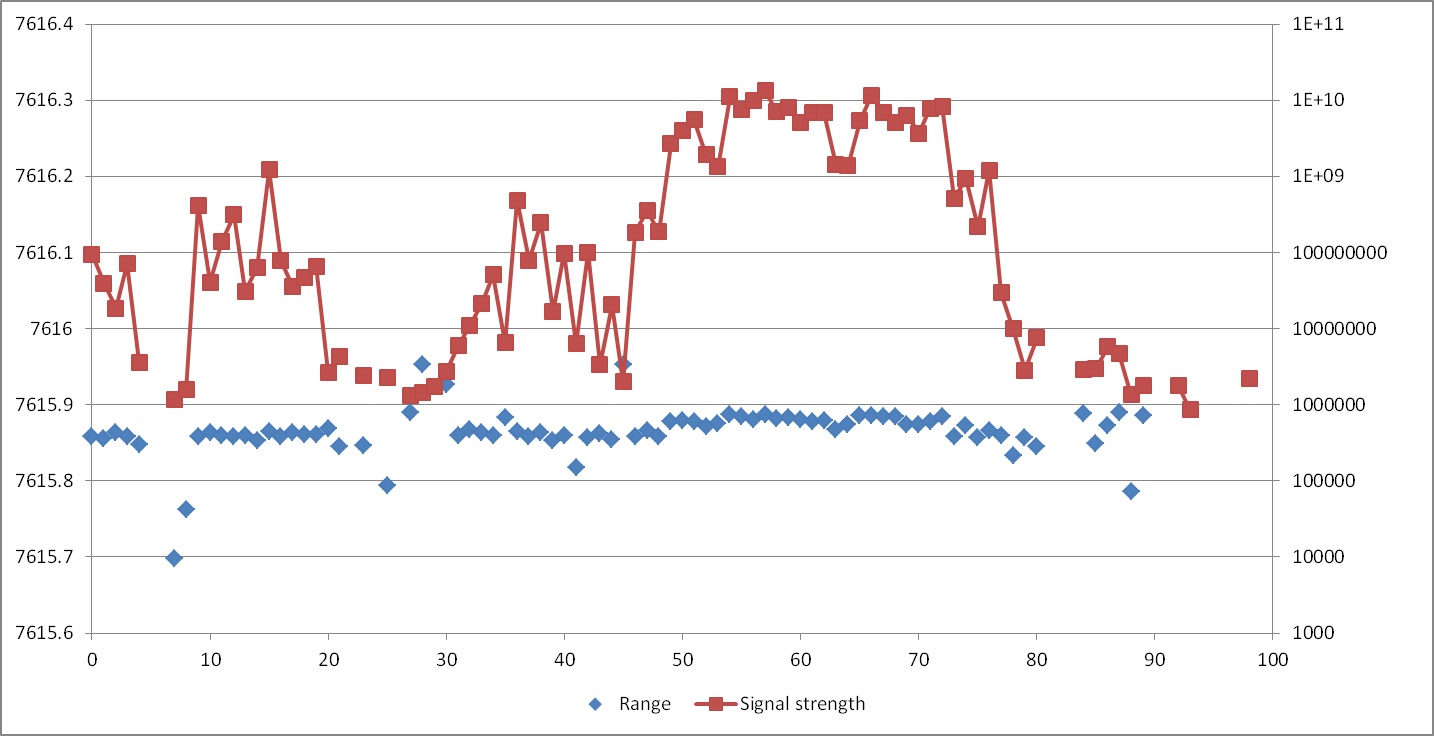 7616.4 1E+11
7616.3 1E+10
7616.2 1E+09
7616.1 100000000
7616 10000000
7615.9 1000000
7615.8 100000
7615.7 10000
7615.6 1000
0 10 20 30 40 50 60 70 80 90 100
Range Signal strength